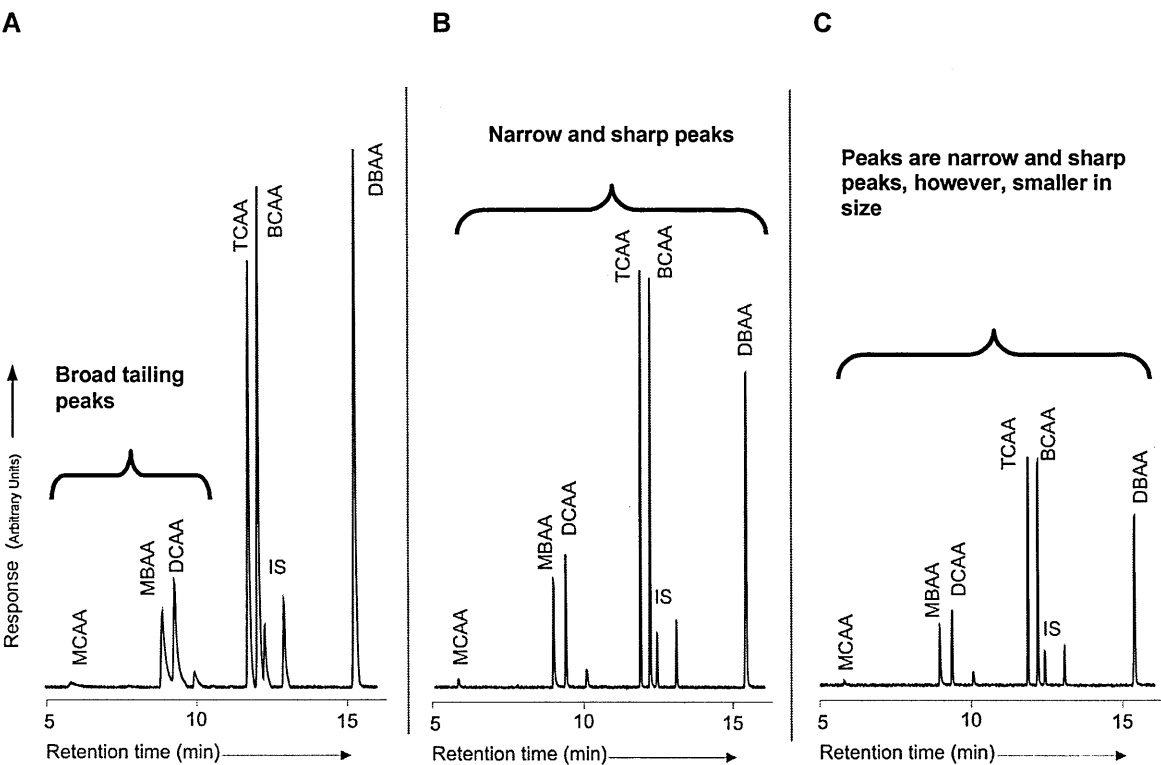 A
B
C
Narrow and sharp peaks
Peaks are narrow and sharp
peaks, however, smaller in
size
Broad tailing
peaks
Response (Arbitrary Units)
MCAA
MBAA
DCAA
TCAA
BCAA
IS
DBAA
5
10
15
Retention time (min)
MCAA
MBAA
DCAA
TCAA
BCAA
IS
DBAA
5
10
15
Retention time (min)
MCAA
MBAA
DCAA
TCAA
BCAA
IS
DBAA
5
10
15
Retention time (min)